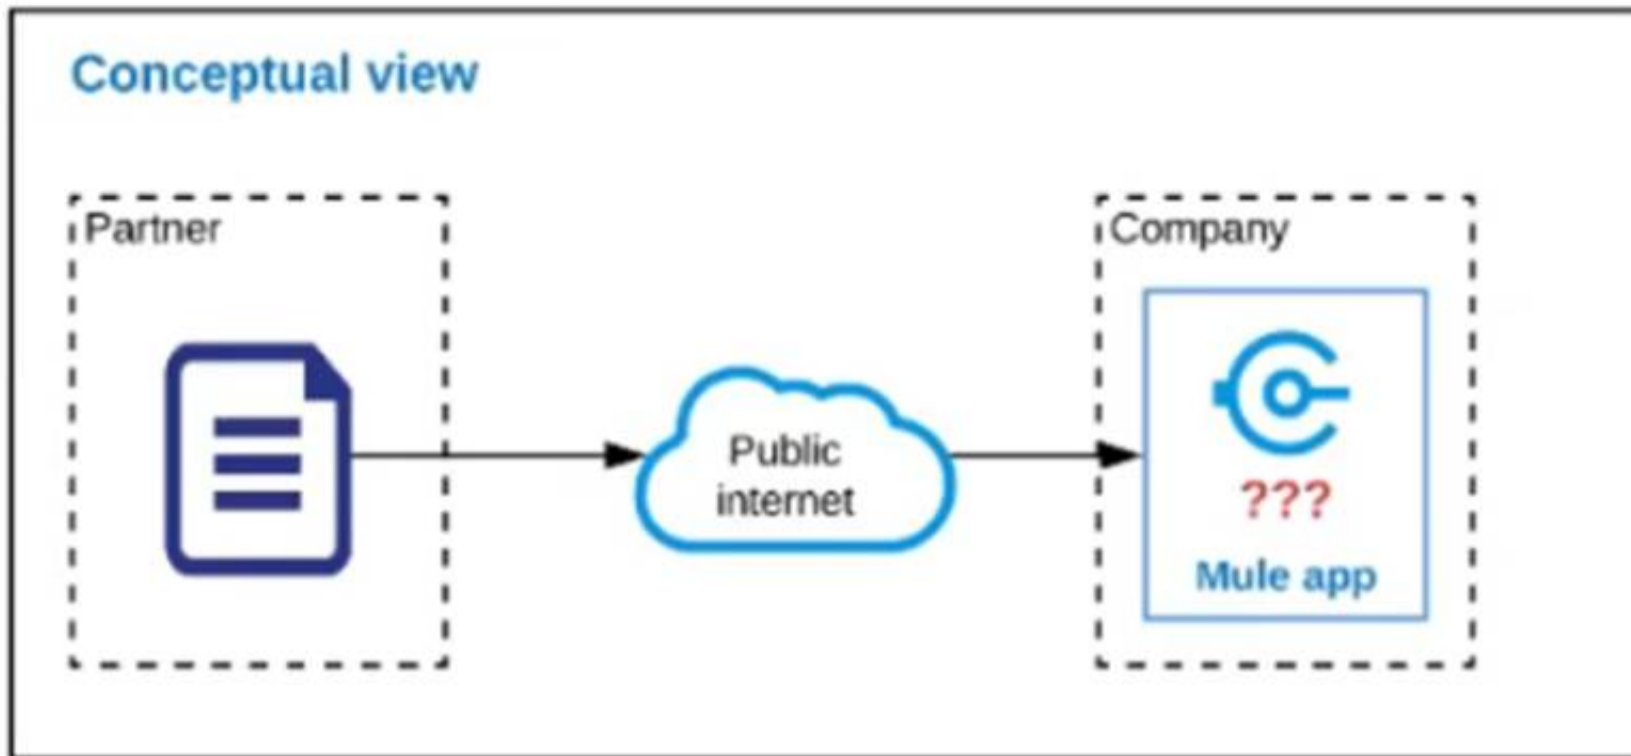 Conceptual view
Partner
Company
Public
internet
???
Mule app